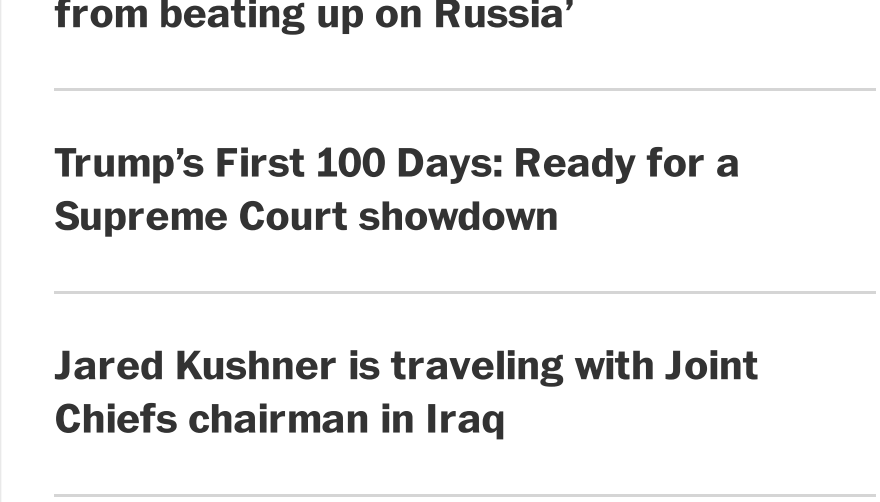 from beating up on Russia’
Trump’s First 100 Days: Ready for a
Supreme Court showdown
Jared Kushner is traveling with Joint
Chiefs chairman in Iraq